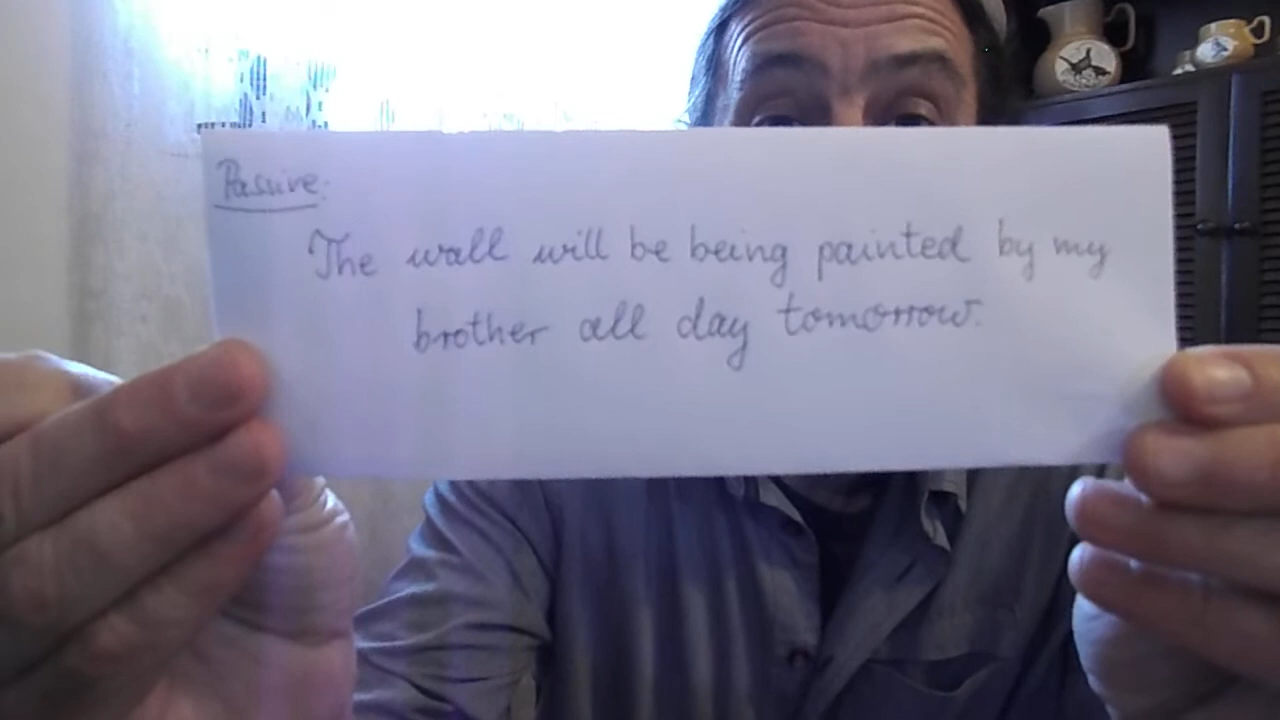 Passive:
The wall will be being painted by my
brother all day tomorrow.